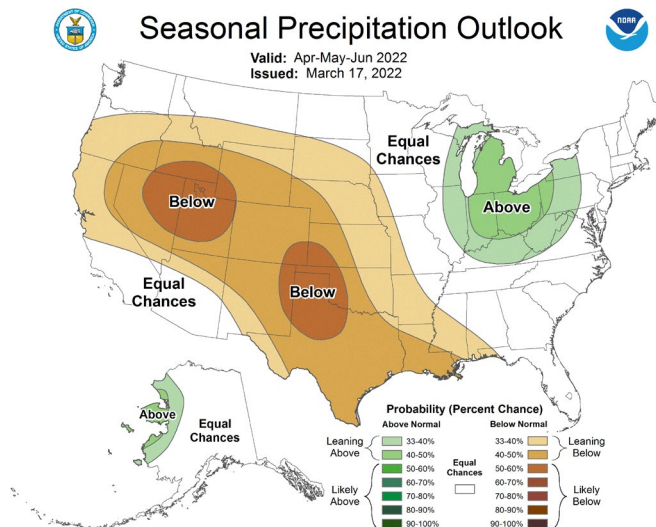 NOAA
Seasonal Precipitation Outlook
Valid: Apr-May-Jun 2022
Issued: March 17, 2022
Equal
Chances
Below
Above
Below
Equal
Chances
Above
Equal
Chances
Probability (Percent Chance)
Above Normal
Below Normal
Leaning
Above
33-40%
40-50%
50-60%
60-70%
70-80%
80-90%
90-100%
Likely
Above
Equal
Chances
33-40%
40-50%
50-60%
60-70%
70-80%
80-90%
90-100%
Leaning
Below
Likely
Below